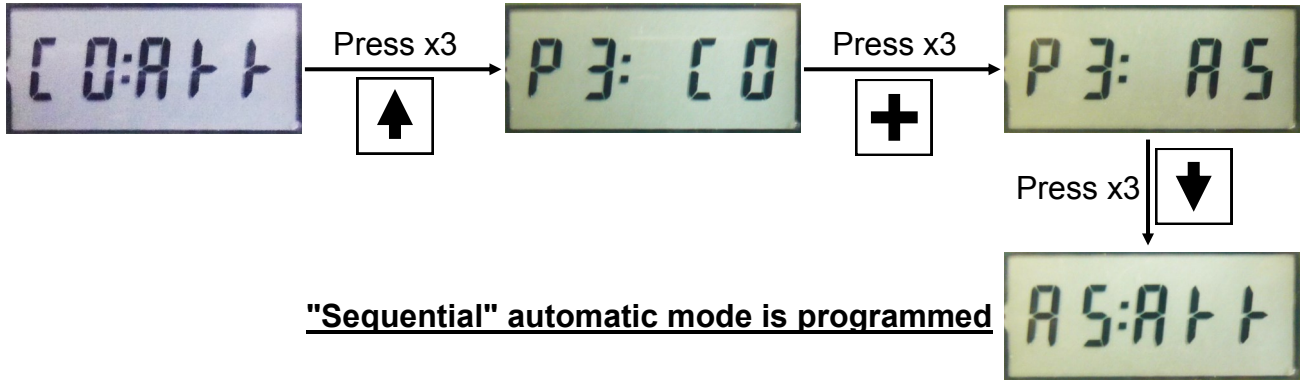 CO:Att
Press x3
P3: CO
Press x3
P3: AS
Press x3
"Sequential" automatic mode is programmed
AS:Att